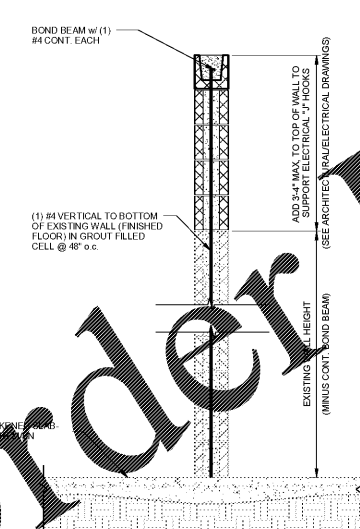 BOND BEAM w/ (1)
#4 CONT. EACH
ADD 3'-4" MAX. TO TOP OF WALL TO
SUPPORT ELECTRICAL "J" HOOKS
(SEE ARCHITECTURAL/ELECTRICAL DRAWINGS)
(1) #4 VERTICAL TO BOTTOM
OF EXISTING WALL (FINISHED
FLOOR) IN GROUT FILLED
CELL @ 48" o.c.
EXISTING WALL HEIGHT
(MINUS CONT. BOND BEAM)
order